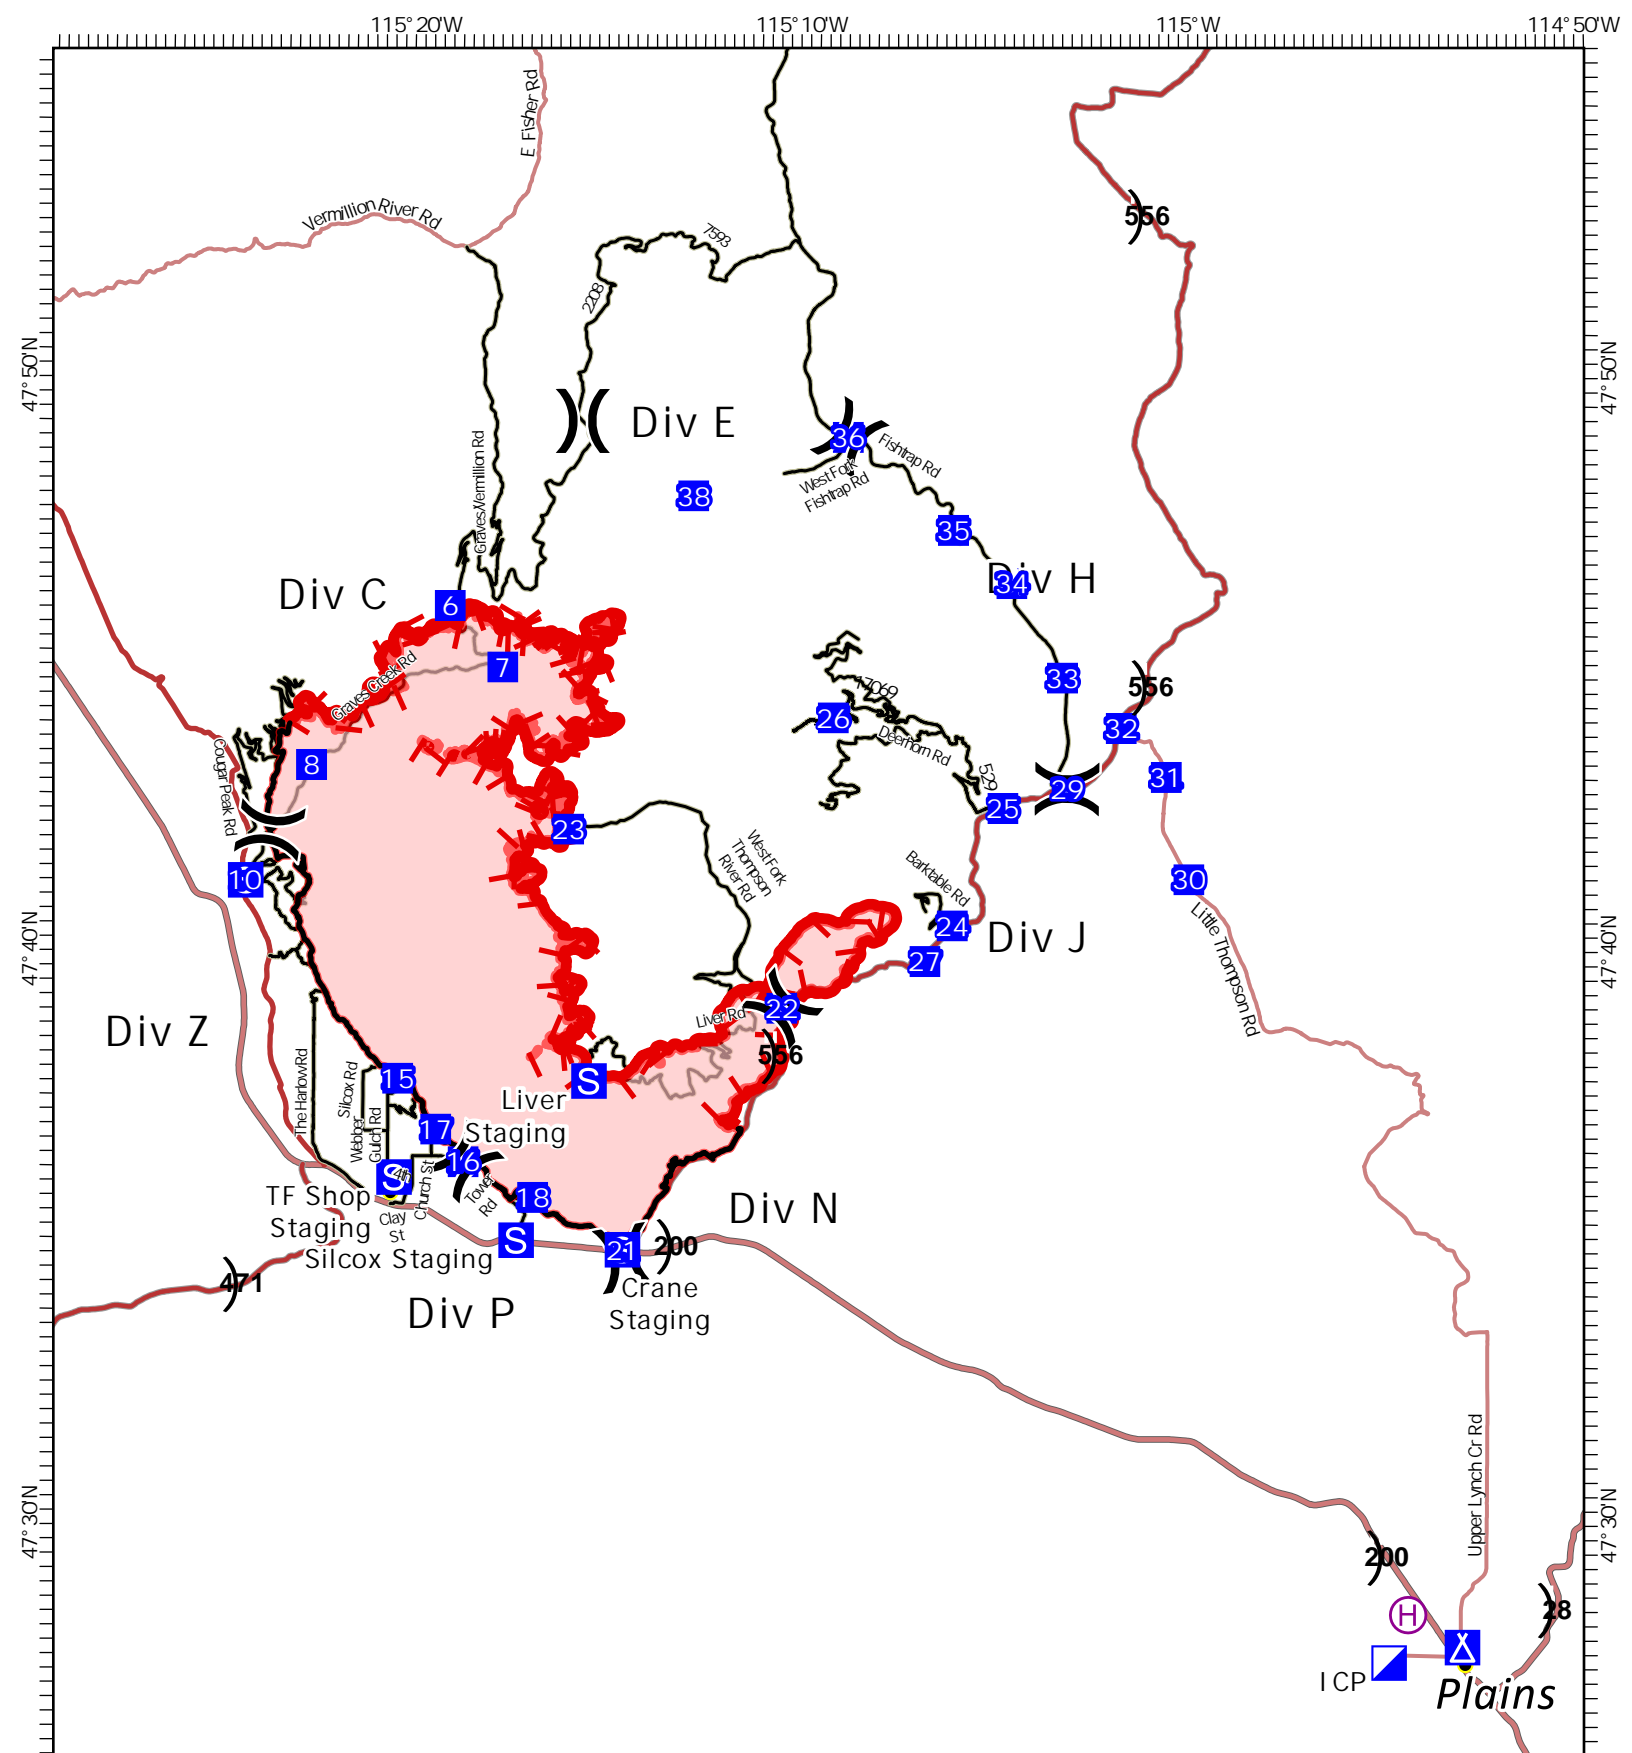 115°20'W
115°10'W
115°W
114°50'W
E Fisher Rd
Vermillion River Rd
7593
556
2208
47°50'N
47°50'N
Div E
36
Fishtrap Rd
West Fork
Fishtrap Rd
Graves/Vermillion Rd
38
35
Div C
Div H
34
6
7
Graves Creek Rd
33
17069
556
26
32
Deerhorn Rd
8
Cougar Peak Rd
529
31
29
25
23
West Fork
Thompson
River Rd
10
Barktable Rd
30
Little Thompson Rd
24
Div J
47°40'N
47°40'N
27
22
Liver Rd
Div Z
556
The Harlow Rd
Silcox Rd
15
S
Liver
Staging
Webber
Gulch Rd
17
16
S
4th
Church St
Tower
Rd
18
TF Shop
Staging
Clay
St
Div N
S
21
200
Silcox Staging
471
Crane
Staging
Div P
Upper Lynch Cr Rd
47°30'N
47°30'N
200
H
28
ICP
Plains